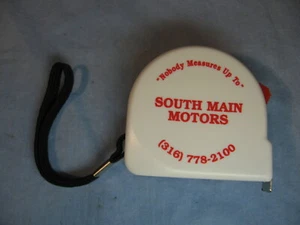 "Nobody Measures Up To"
SOUTH MAIN
MOTORS
(316) 778-2100